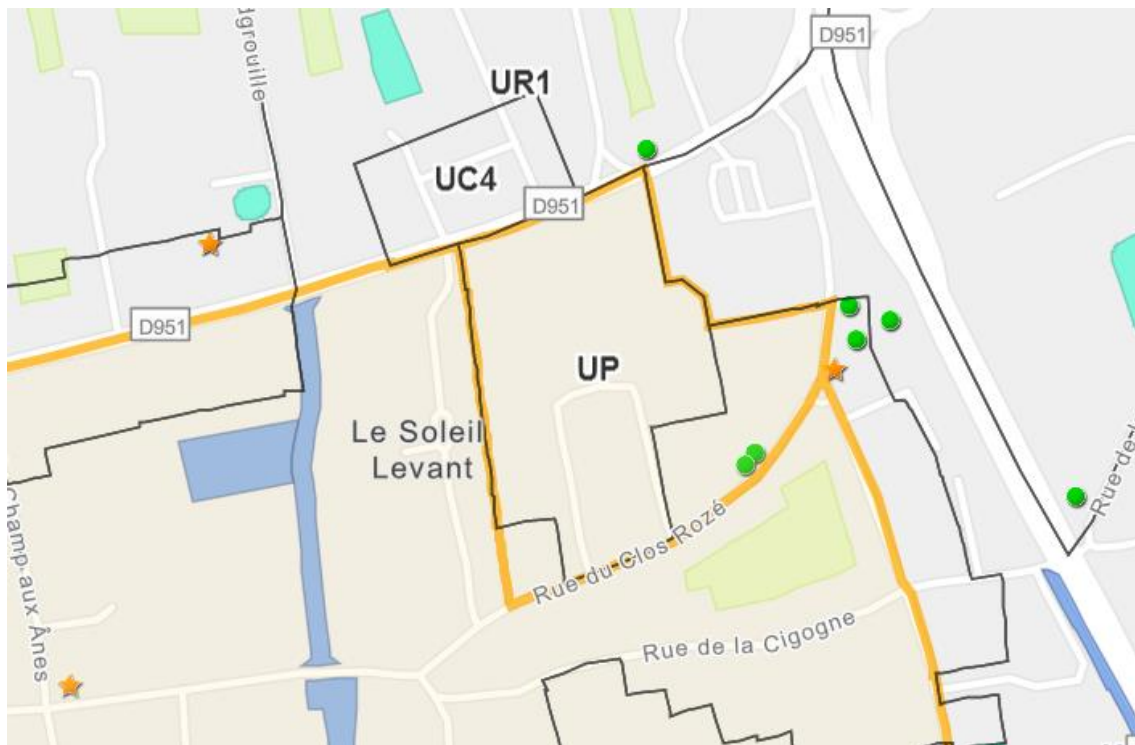 D951
UR1
UC4
D951
D951
UP
Le Soleil
Levant
Rue du Clos Rozé
Champ aux Ânes
Rue de la Cigogne